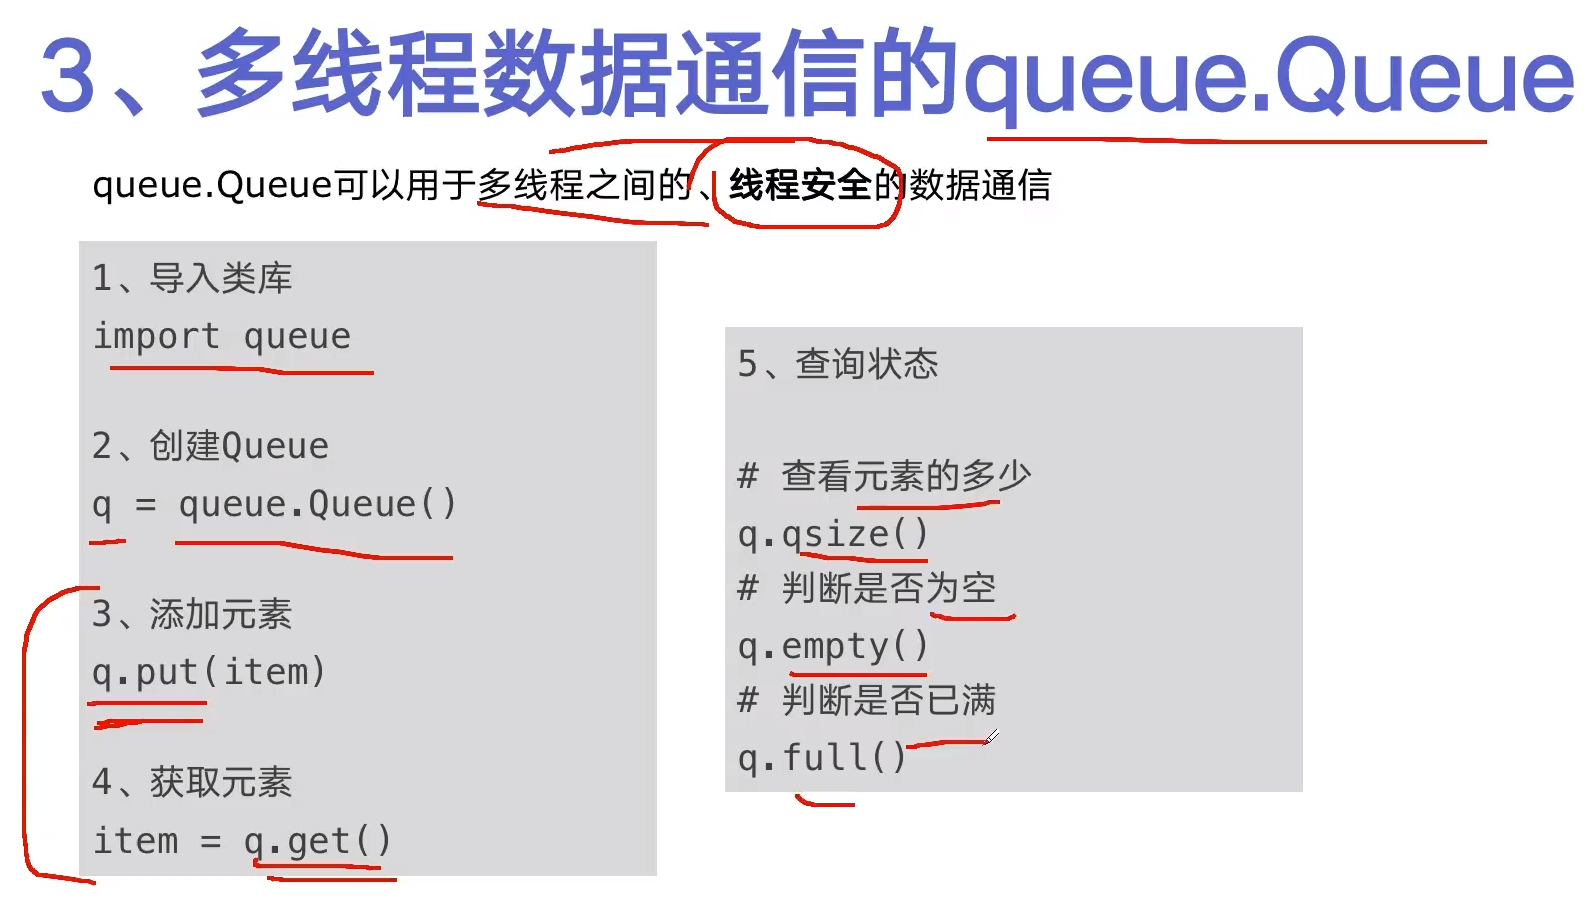 3、多线程数据通信的queue.Queue
queue.Queue可以用于多线程之间的、线程安全的数据通信
1、导入类库
import queue
2、创建Queue
q = queue.Queue()
3、添加元素
q.put(item)
4、获取元素
item = q.get()
5、查询状态
# 查看元素的多少
q.qsize()
# 判断是否为空
q.empty()
# 判断是否已满
q.full()